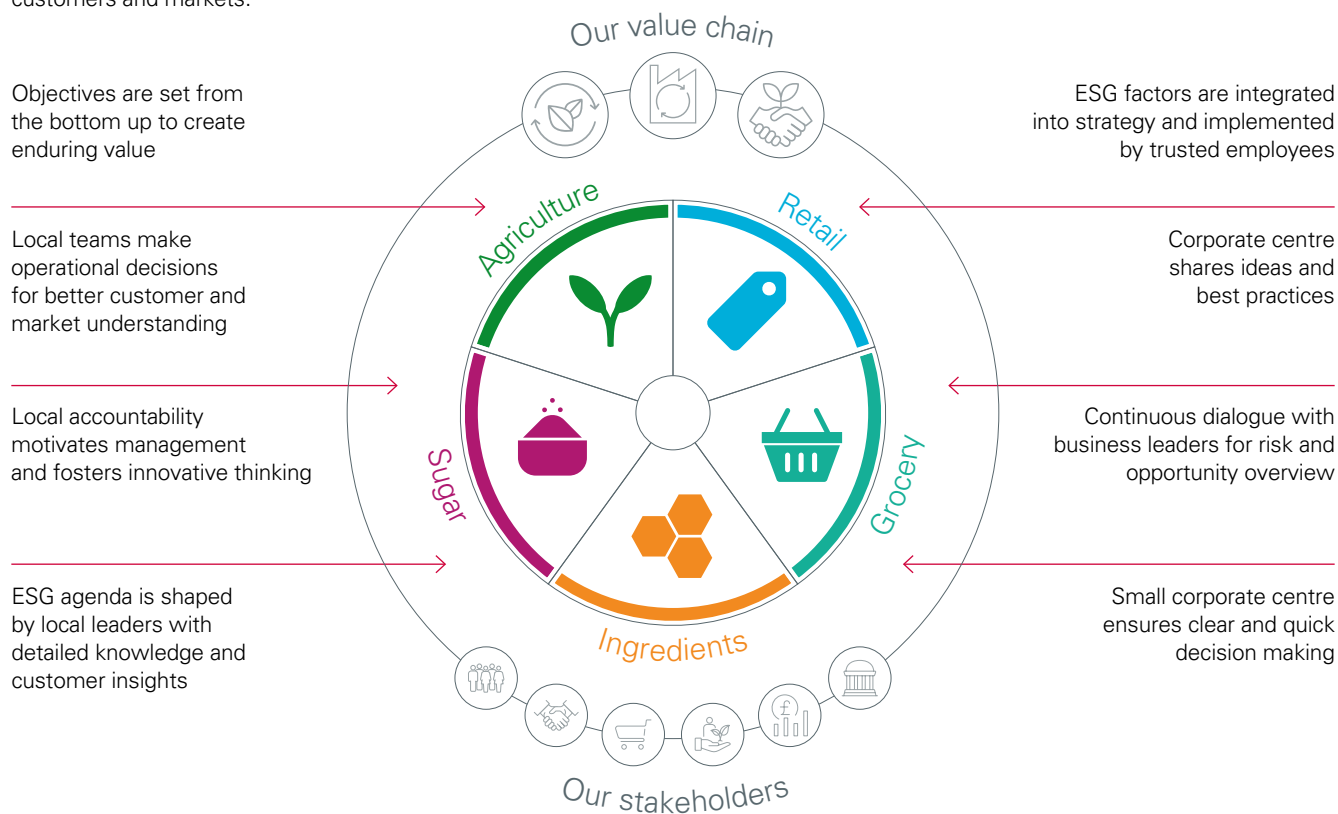 customers and markets.
Our value chain
Objectives are set from
the bottom up to create
enduring value
Local teams make
operational decisions
for better customer and
market understanding
Local accountability
motivates management
and fosters innovative thinking
ESG agenda is shaped
by local leaders with
detailed knowledge and
customer insights
Agriculture
Retail
Sugar
Grocery
Ingredients
£
Our stakeholders
ESG factors are integrated
into strategy and implemented
by trusted employees
Corporate centre
shares ideas and
best practices
Continuous dialogue with
business leaders for risk and
opportunity overview
Small corporate centre
ensures clear and quick
decision making